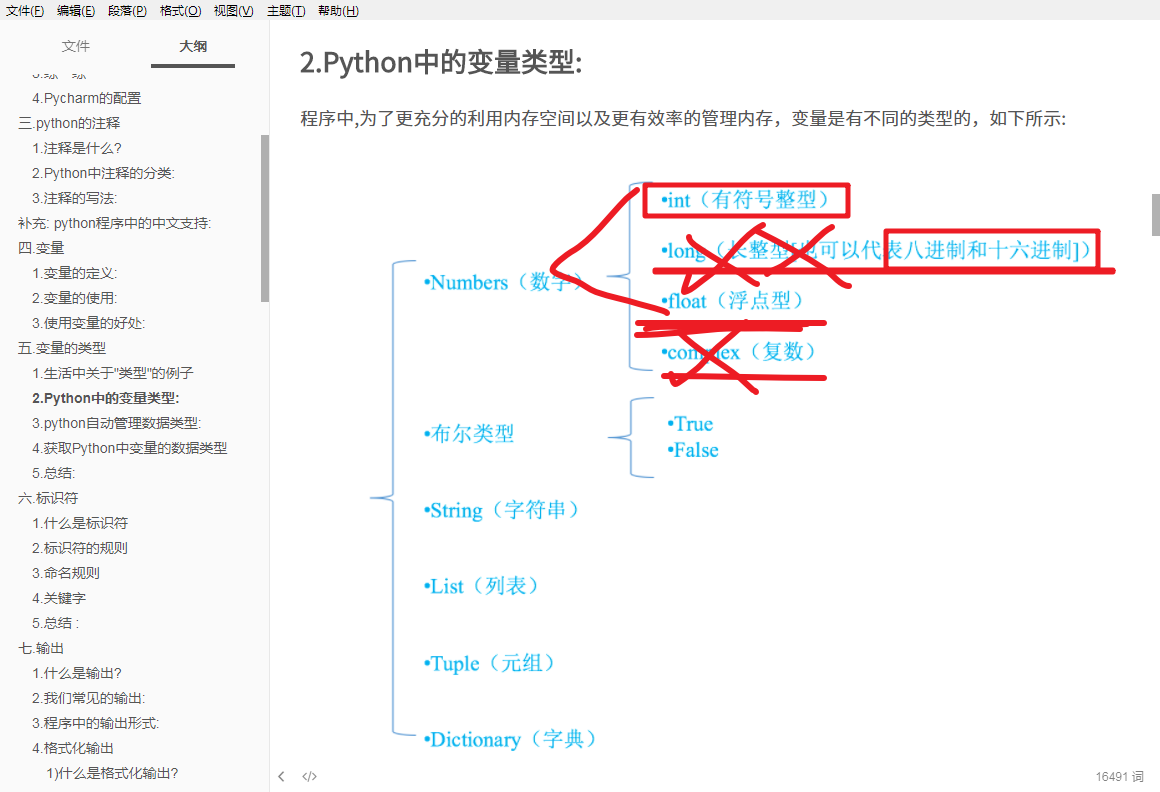 文件(F) 编辑(E) 段落(P) 格式(O) 视图(V) 主题(T) 帮助(H)
文件 大纲
4.Pycharm的配置
三.python的注释
1.注释是什么?
2.Python中注释的分类:
3.注释的写法:
补充: python程序中的中文支持:
四.变量
1.变量的定义:
2.变量的使用:
3.使用变量的好处:
五.变量的类型
1.生活中关于"类型"的例子
2.Python中的变量类型:
3.python自动管理数据类型:
4.获取Python中变量的数据类型
5.总结:
六.标识符
1.什么是标识符
2.标识符的规则
3.命名规则
4.关键字
5.总结 :
七.输出
1.什么是输出?
2.我们常见的输出:
3.程序中的输出形式:
4.格式化输出
1)什么是格式化输出?
2.Python中的变量类型:
程序中,为了更充分的利用内存空间以及更有效率的管理内存，变量是有不同的类型的，如下所示:
•Numbers（数字）
•int（有符号整型）
•long（长整型[也可以代表八进制和十六进制]）
•float（浮点型）
•complex（复数）
•布尔类型
•True
•False
•String（字符串）
•List（列表）
•Tuple（元组）
•Dictionary（字典）
16491 词